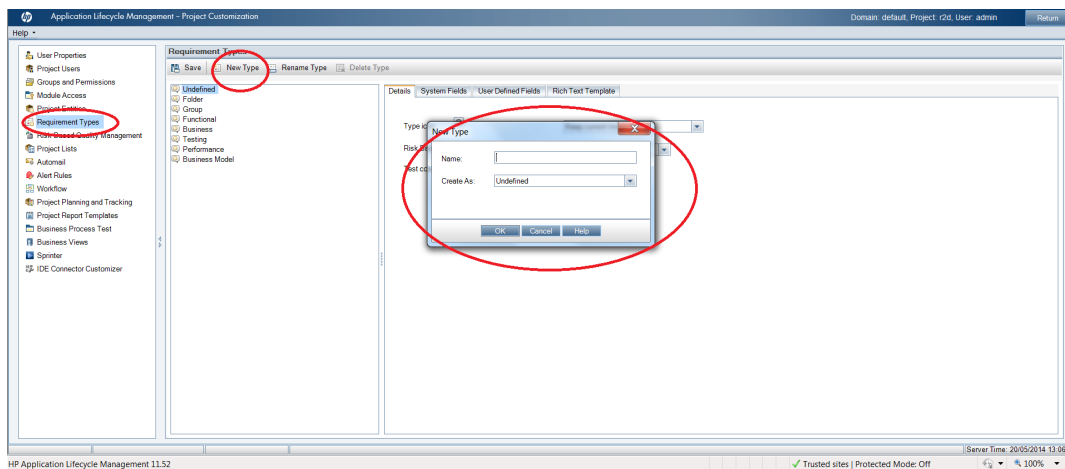 hp Application Lifecycle Management – Project Customization Domain: default, Project: r2d, User: admin Return
Help
User Properties
Project Users
Groups and Permissions
Module Access
Project Entities
Requirement Types
Risk-Based Quality Management
Project Lists
Automail
Alert Rules
Workflow
Project Planning and Tracking
Project Report Templates
Business Process Test
Business Views
Sprinter
IDE Connector Customizer
Requirement Types
Save New Type Rename Type Delete Type
Undefined
Folder
Group
Functional
Business
Testing
Performance
Business Model
Details System Fields User Defined Fields Rich Text Template
Type
Test
New Type
Name:
Create As: Undefined
OK Cancel Help
Server Time: 20/05/2014 13:06
HP Application Lifecycle Management 11.52 Trusted sites | Protected Mode: Off 100%